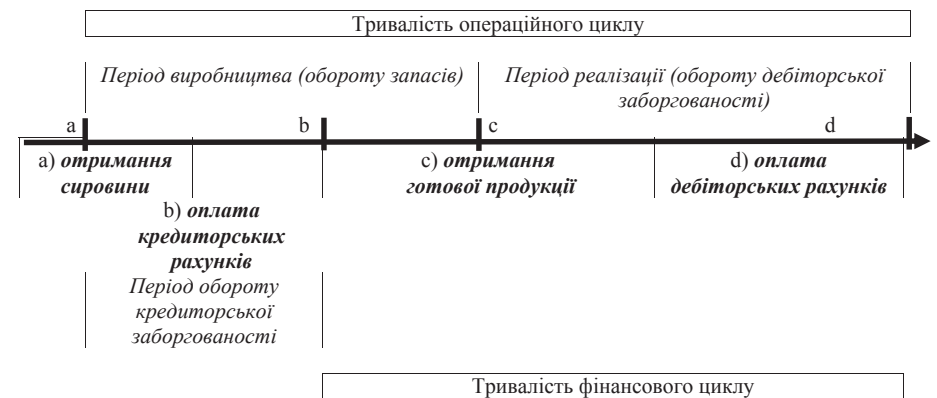 Тривалість операційного циклу
Період виробництва (обороту запасів)
Період реалізації (обороту дебіторської
заборгованості)
a
b
c
d
a) отримання
сировини
c) отримання
готової продукції
d) оплата
дебіторських рахунків
b) оплата
кредиторських
рахунків
Період обороту
кредиторської
заборгованості
Тривалість фінансового циклу